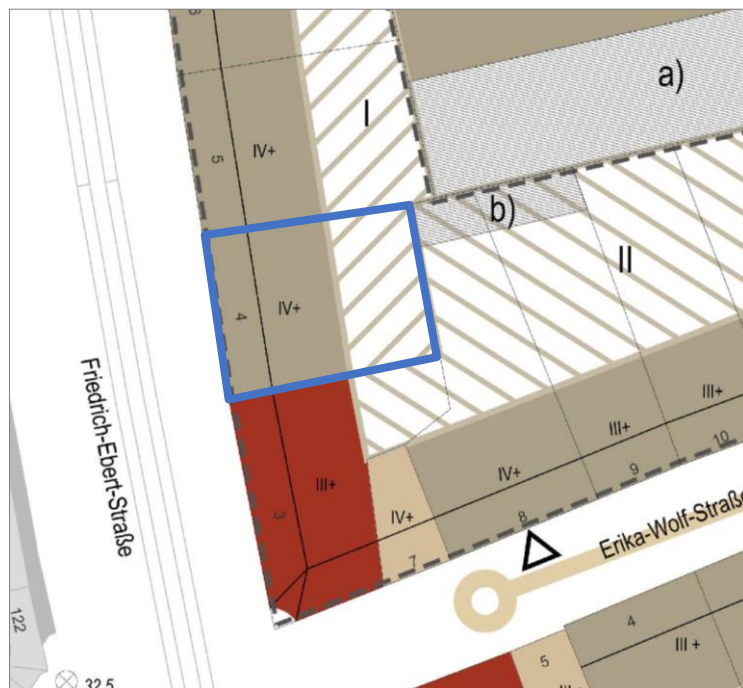 a)
I
IV+
5
b)
II
4
IV+
Friedrich-Ebert-Straße
III+
3
IV+
7
IV+
8
III+
9
III+
10
Erika-Wolf-Straße
122
32.5
4
III +
5